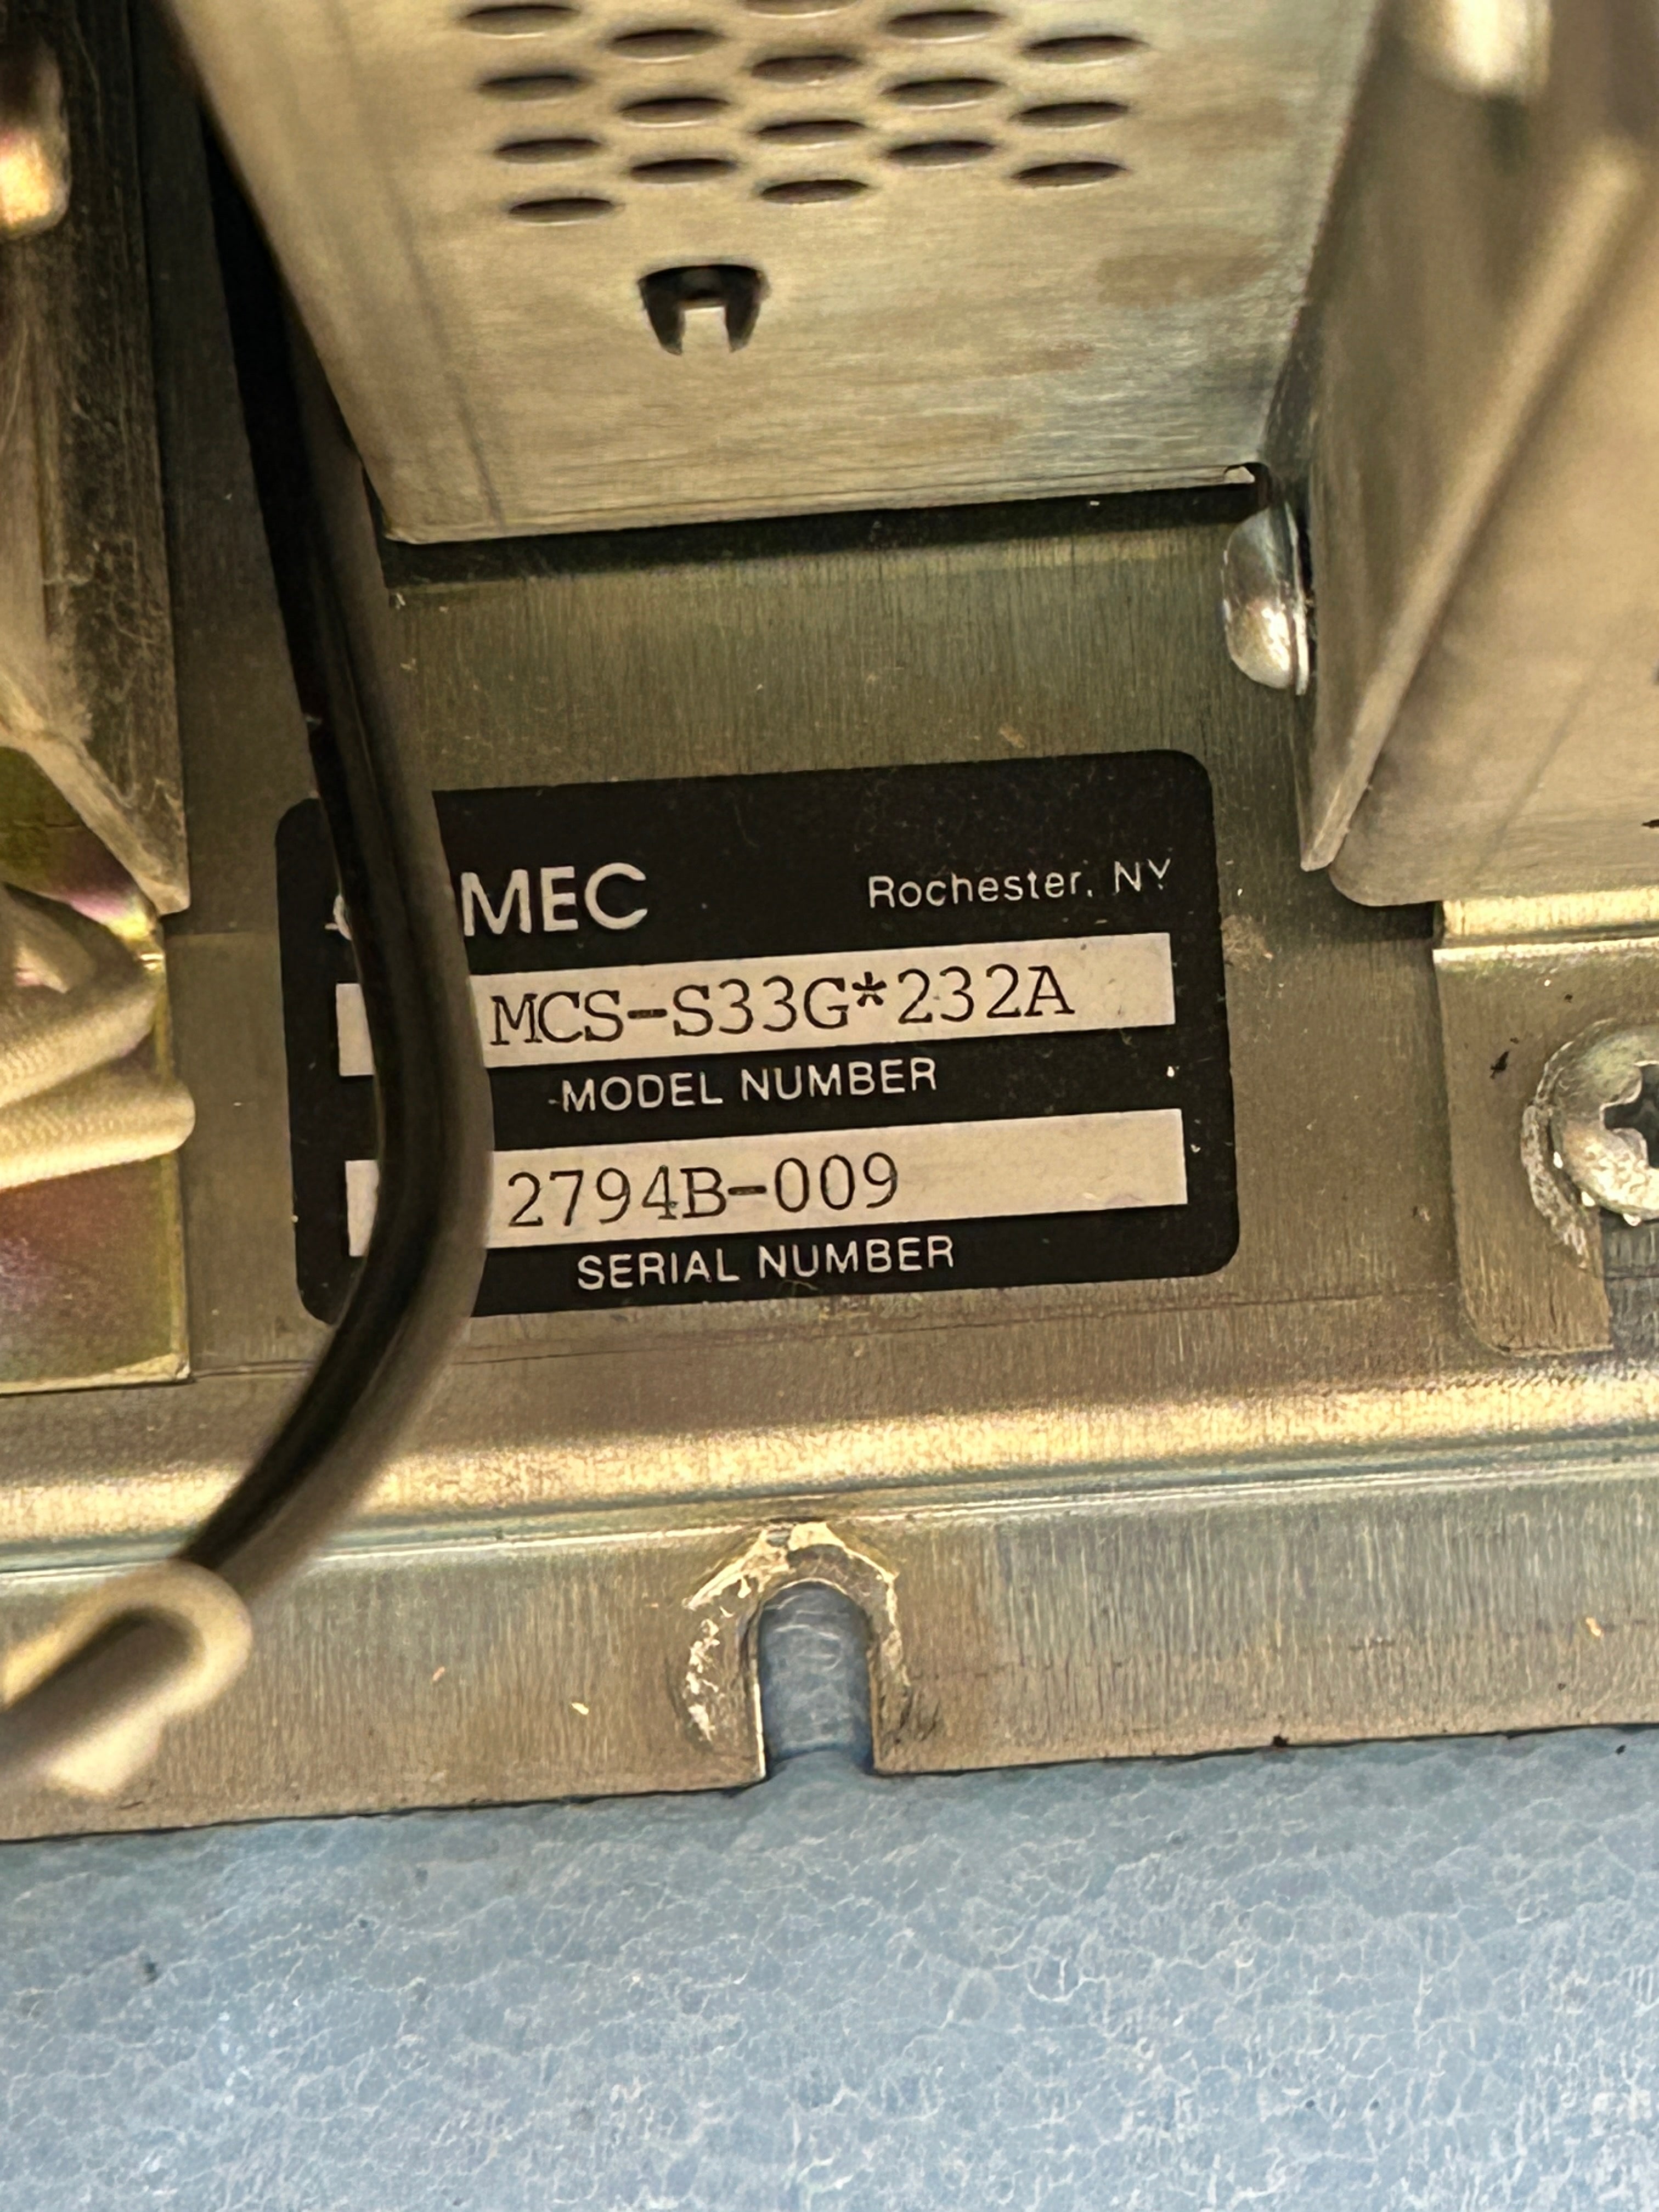 MEC Rochester, NY
MCS-S33G*232A
MODEL NUMBER
2794B-009
SERIAL NUMBER